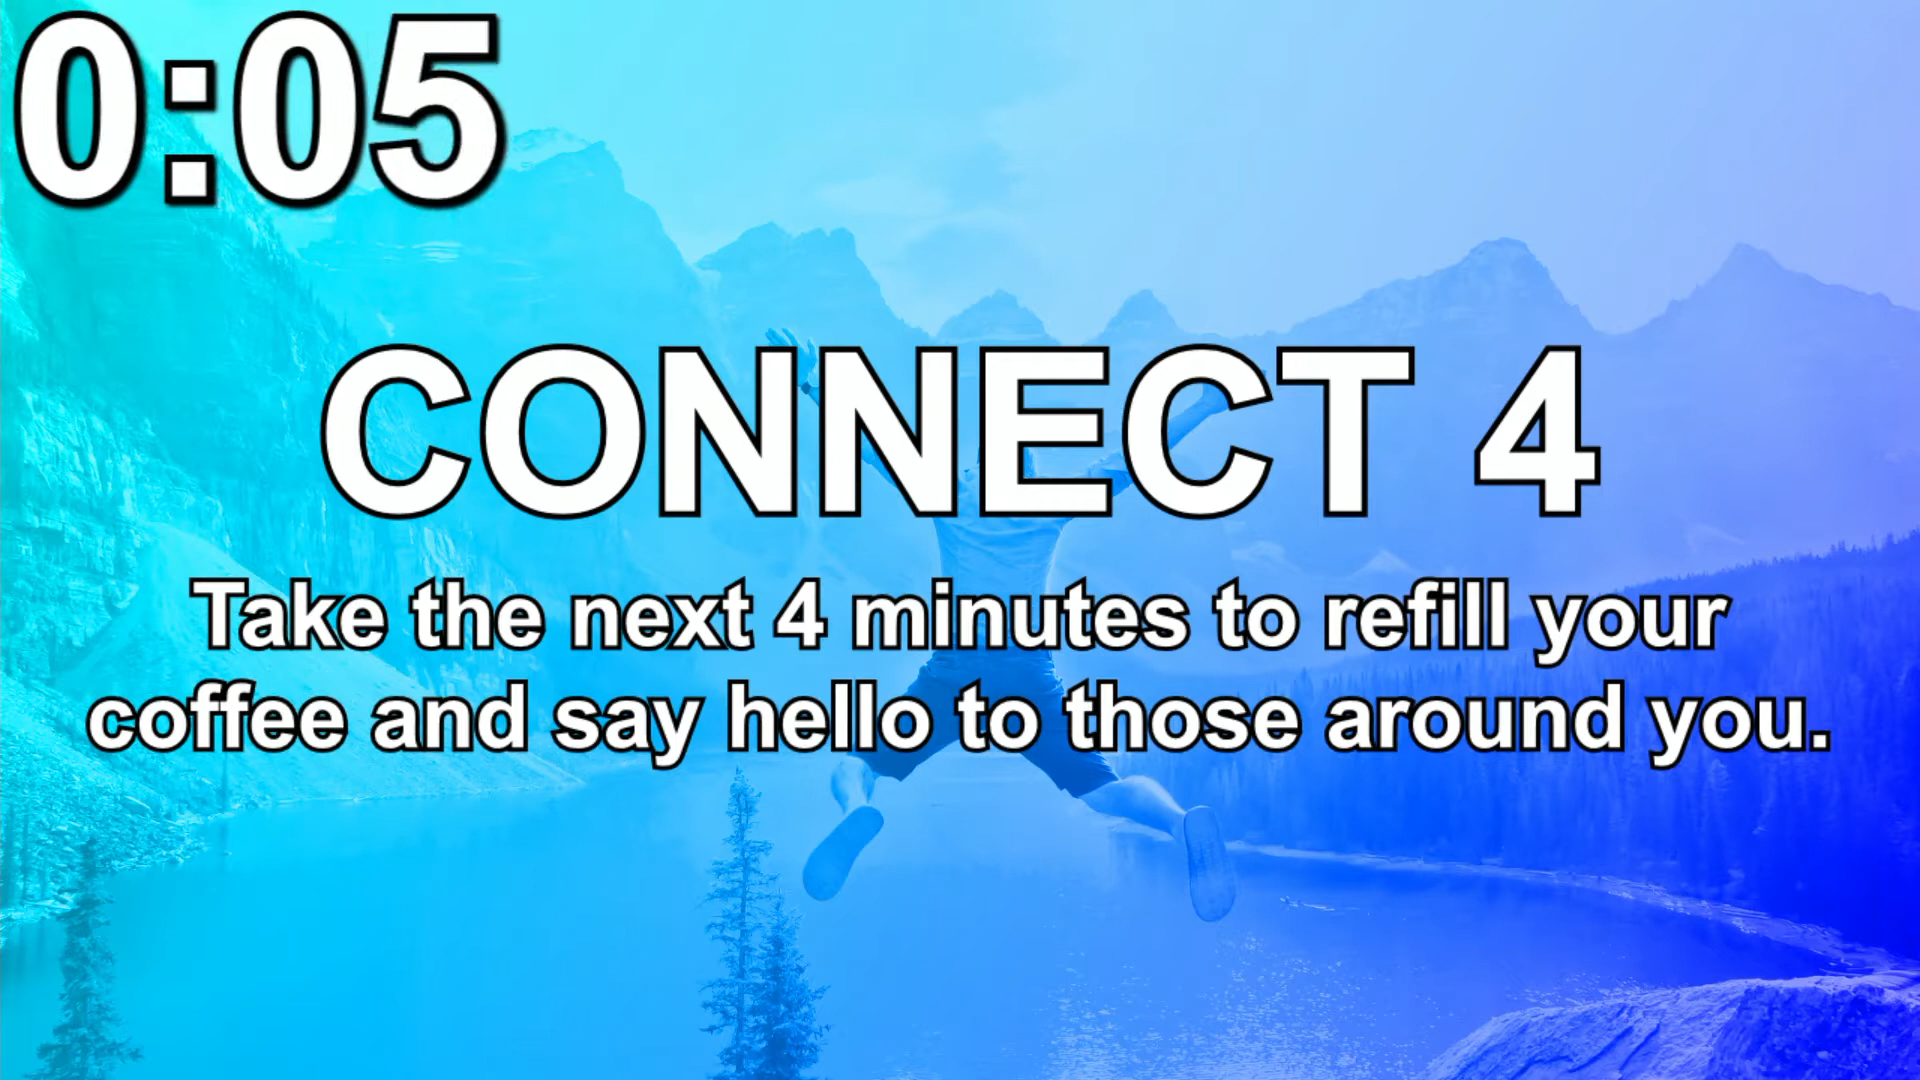 0:05
CONNECT 4
Take the next 4 minutes to refill your
coffee and say hello to those around you.